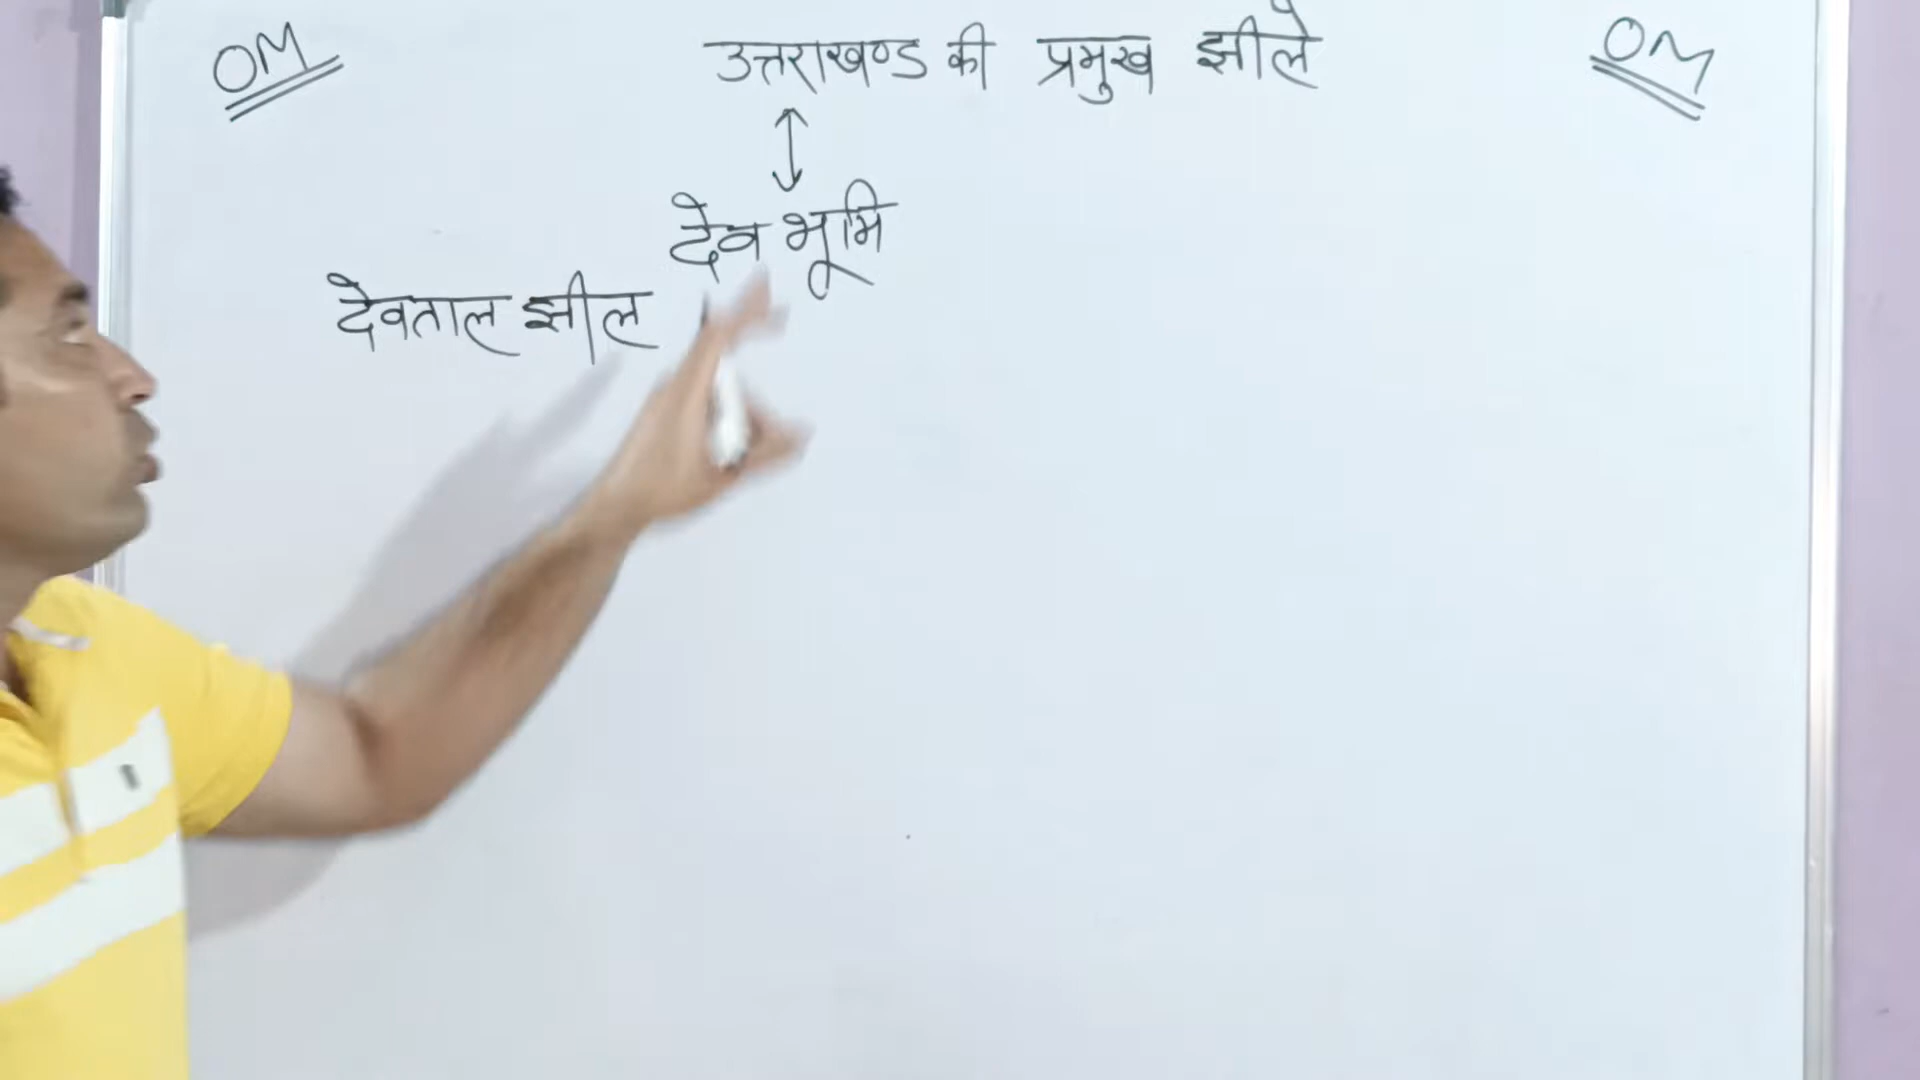 OM उत्तराखण्ड की प्रमुख झीलें OM
देव भूमि
देवताल झील